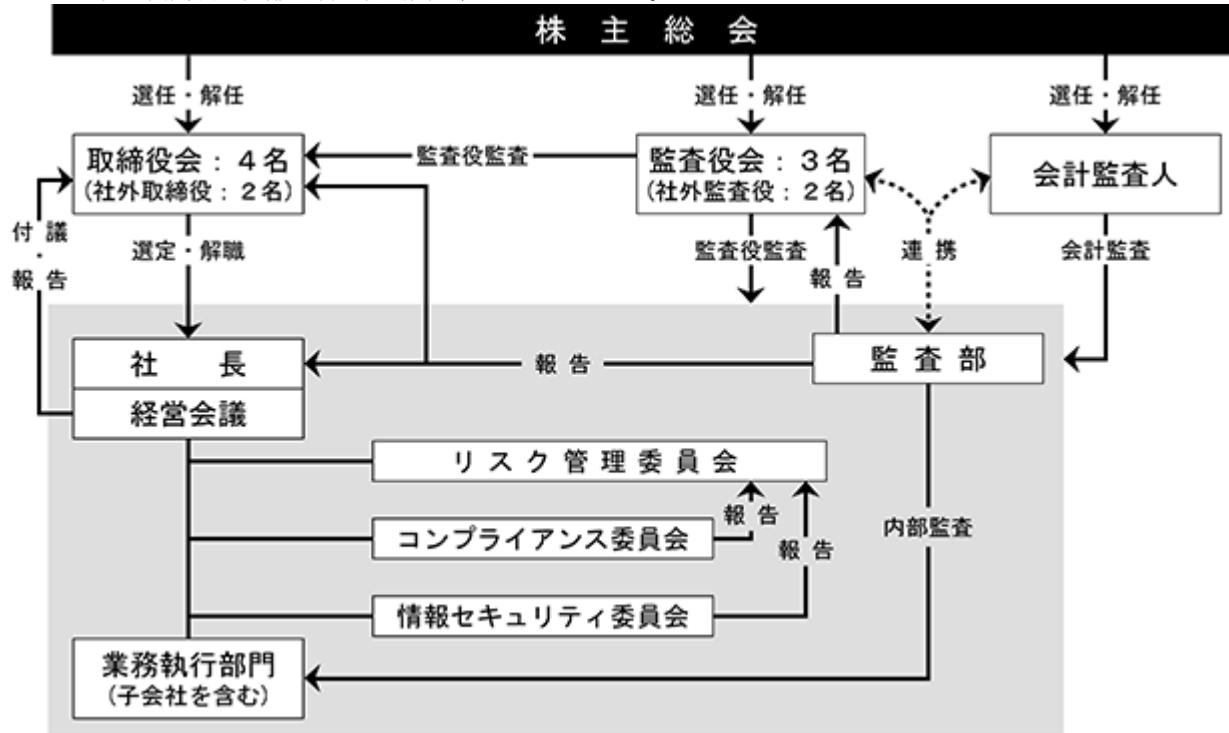 株主総会
選任・解任
選任・解任
選任・解任
取締役会：４名
(社外取締役：２名)
監査役監査
監査役会：３名
(社外監査役：２名)
会計監査人
付議・報告
選定・解職
監査役監査
報告
連携
会計監査
社長
経営会議
報告
監査部
リスク管理委員会
報告
コンプライアンス委員会
報告
内部監査
情報セキュリティ委員会
業務執行部門
(子会社を含む)